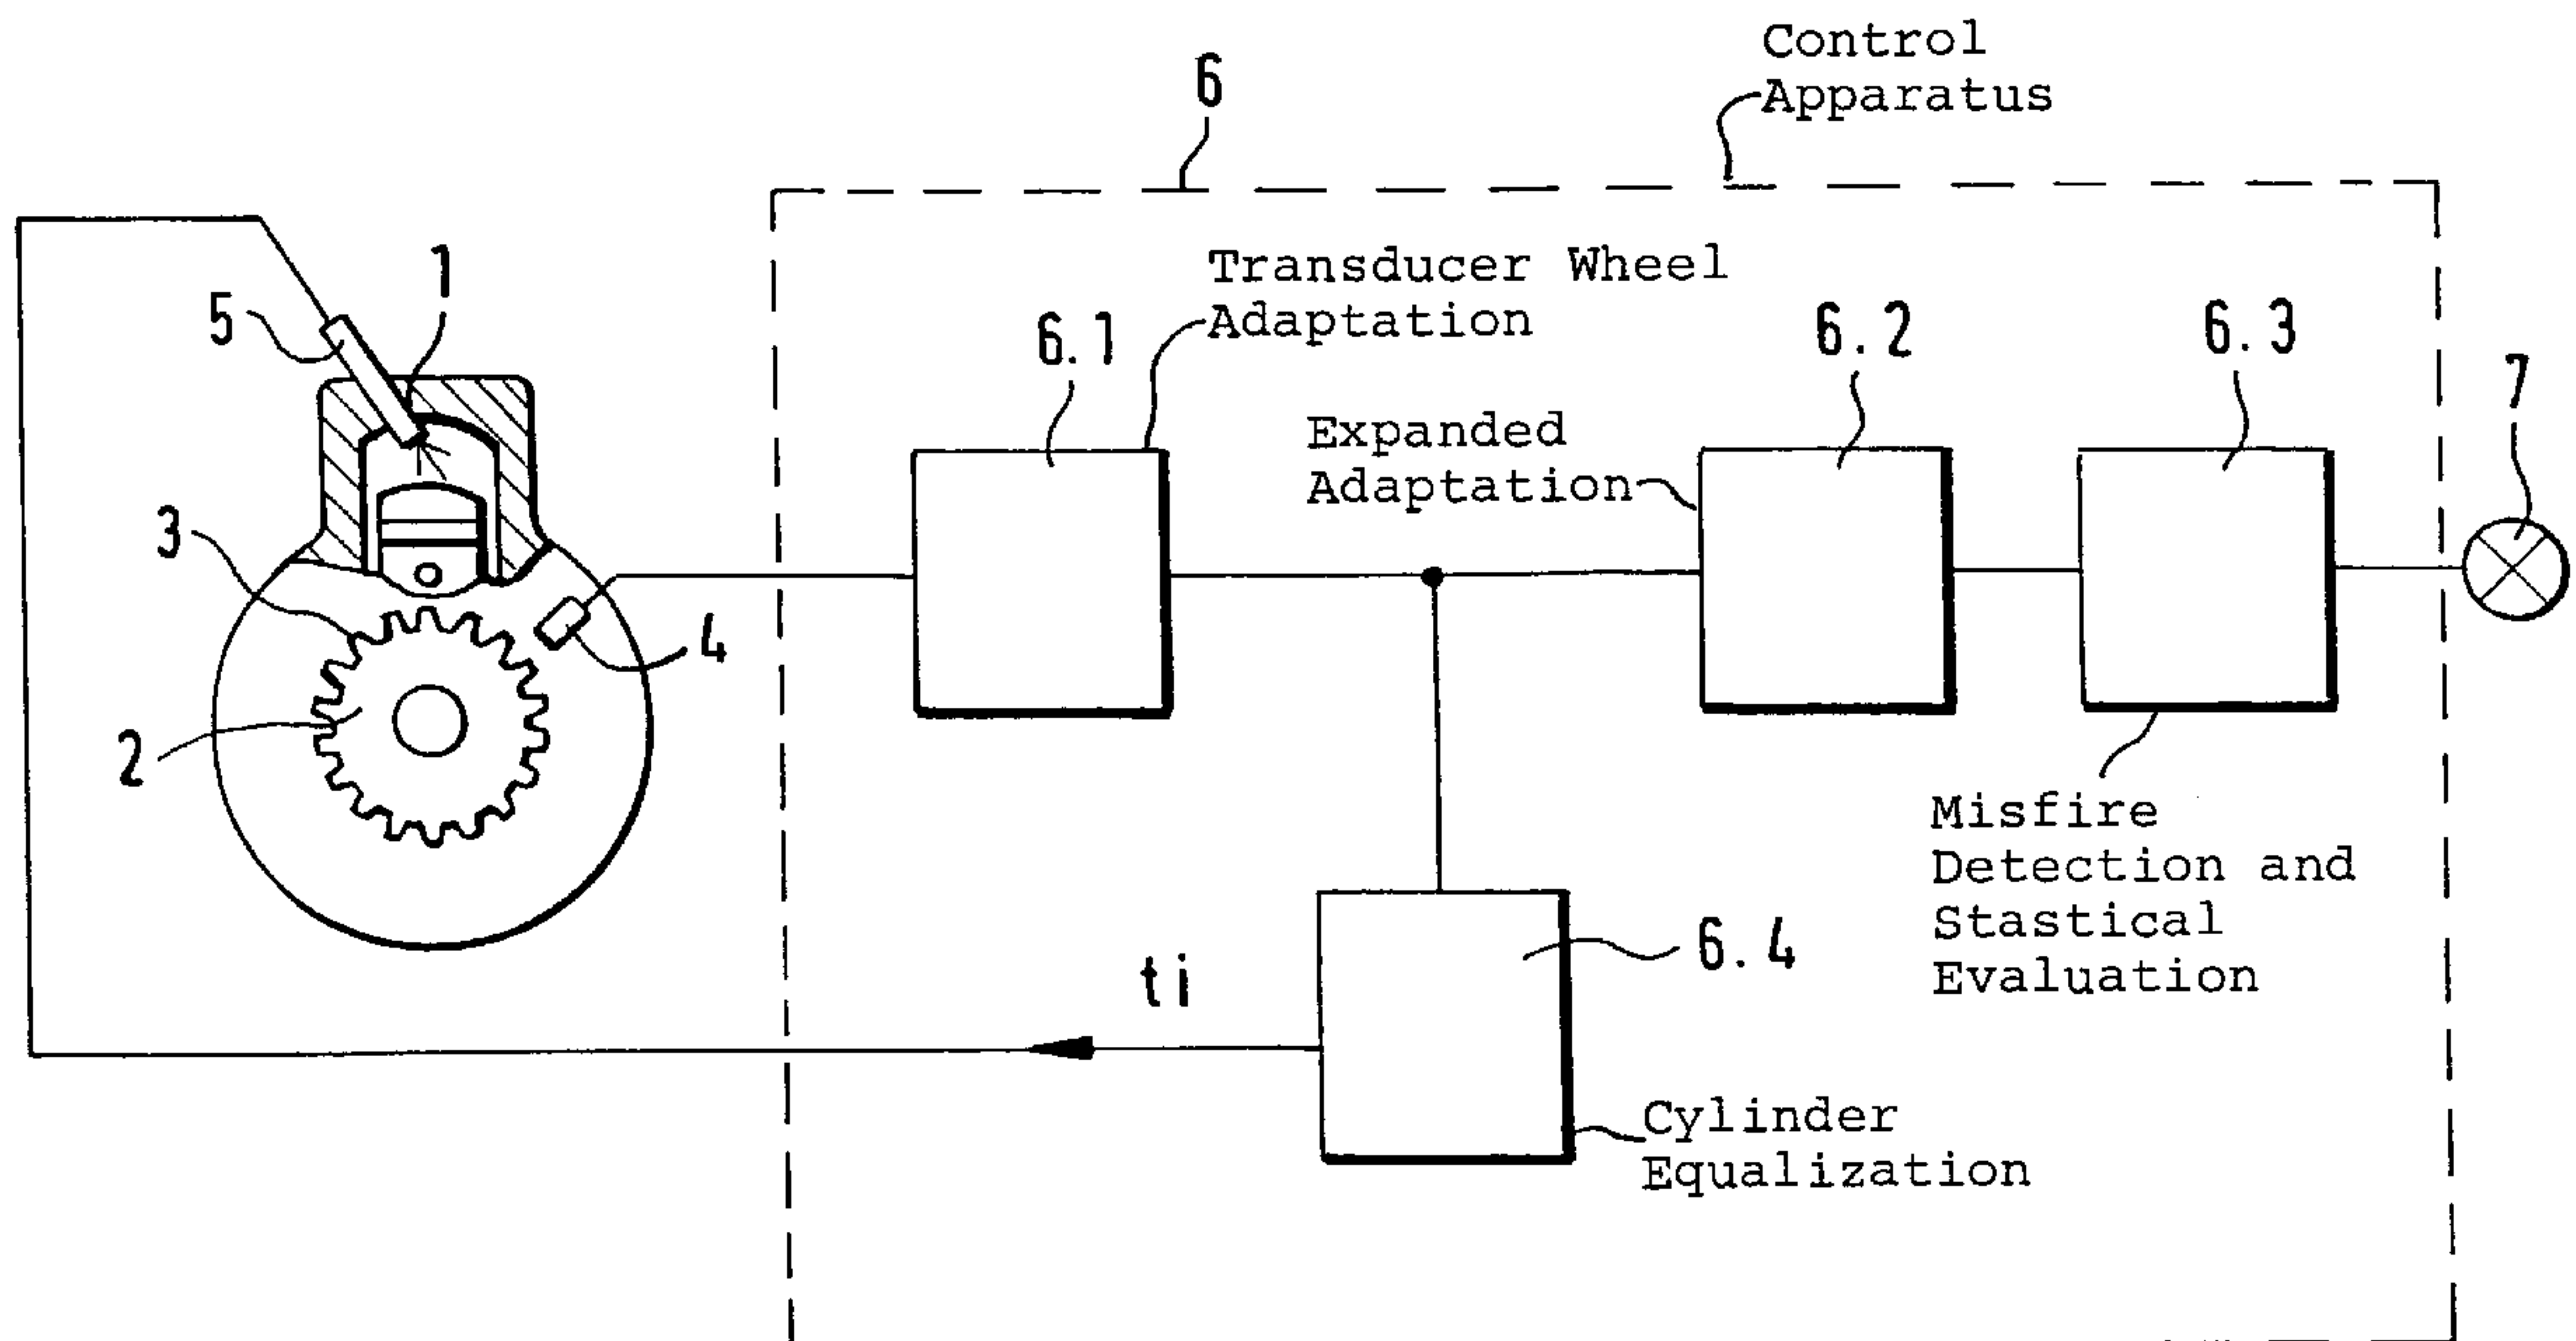 Control
Apparatus
6
Transducer Wheel
Adaptation
1
5
6.1
6.2
6.3
7
Expanded
Adaptation
3
4
2
Misfire
Detection and
Stastical
Evaluation
6.4
ti
Cylinder
Equalization